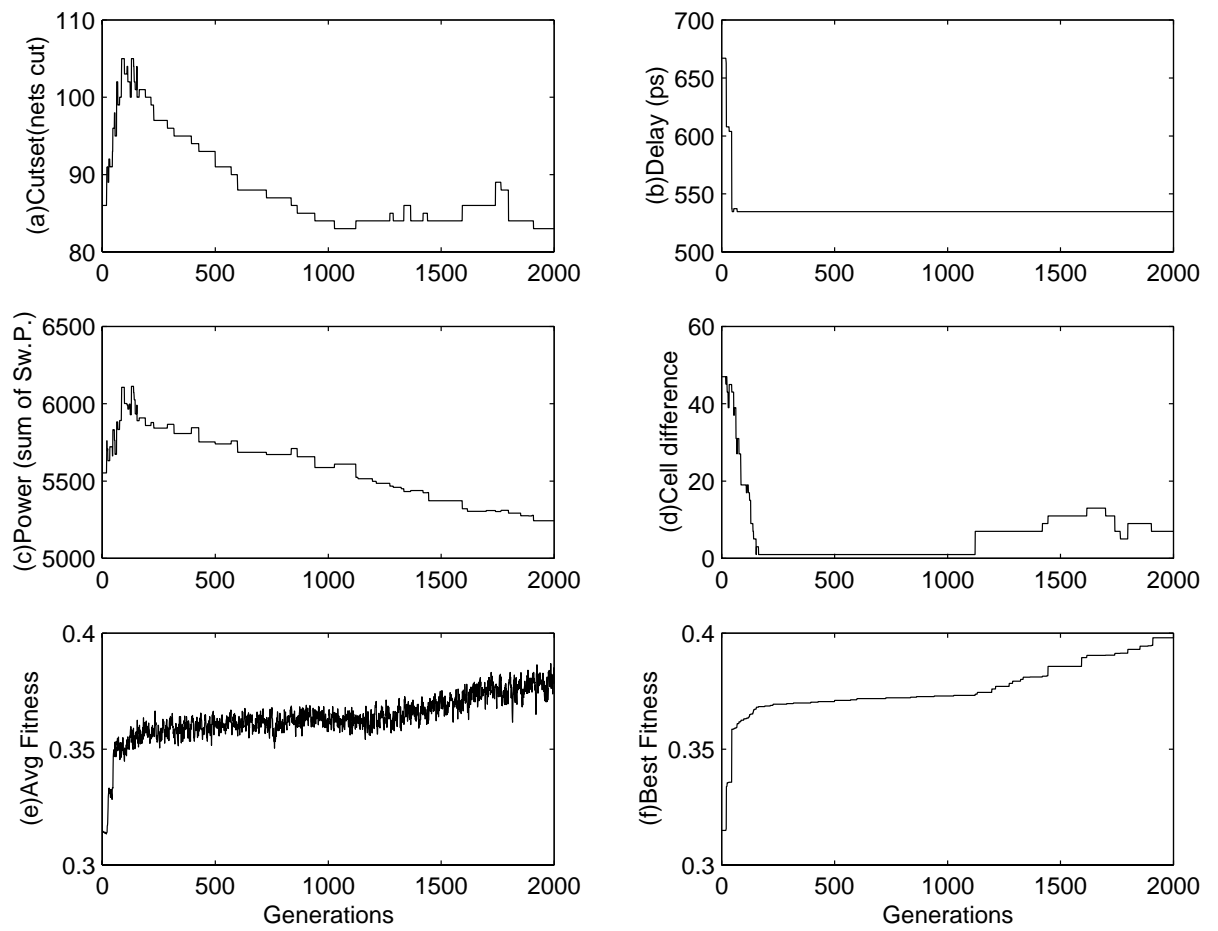 110
100
90
80
(a)Cutset(nets cut)
0 500 1000 1500 2000
700
650
600
550
500
(b)Delay (ps)
0 500 1000 1500 2000
6500
6000
5500
5000
(c)Power (sum of Sw.P.)
0 500 1000 1500 2000
60
40
20
0
(d)Cell difference
0 500 1000 1500 2000
0.4
0.35
0.3
(e)Avg Fitness
0 500 1000 1500 2000
Generations
0.4
0.35
0.3
(f)Best Fitness
0 500 1000 1500 2000
Generations